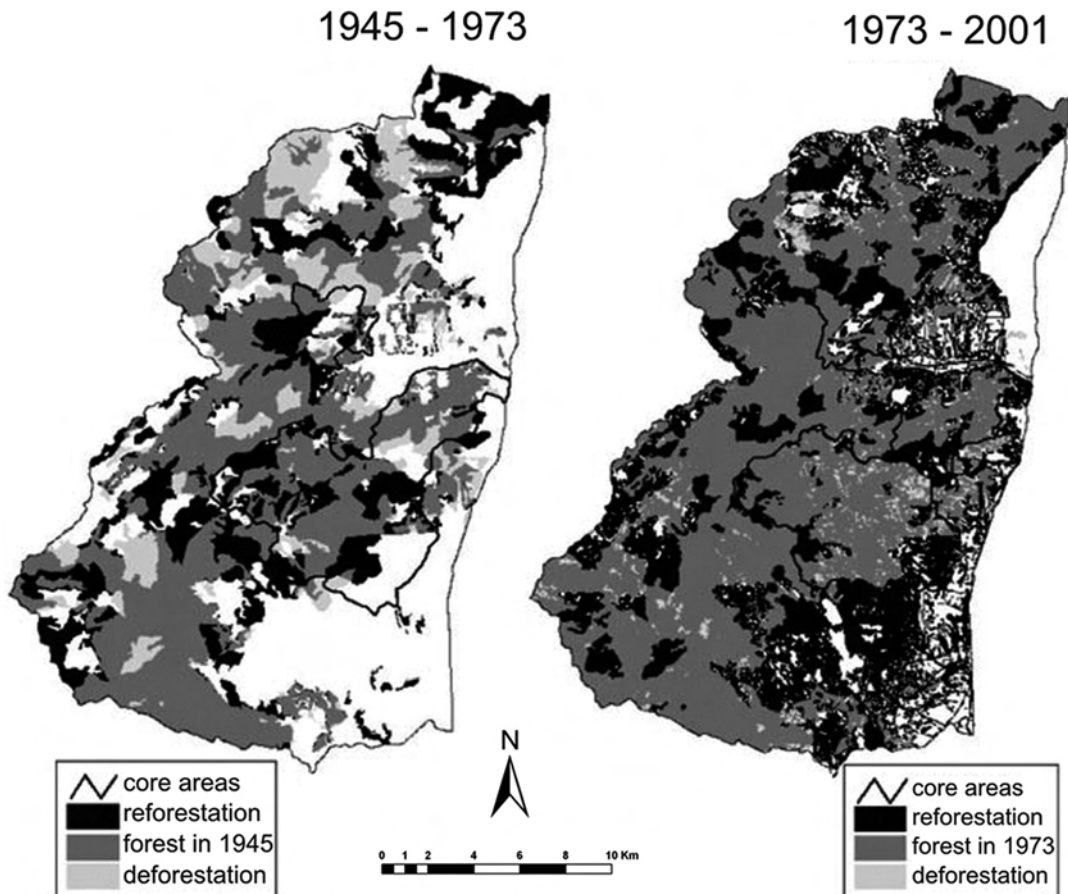 1945 - 1973
1973 - 2001
N
core areas
reforestation
forest in 1945
deforestation
0 1 2 4 6 8 10 Km
core areas
reforestation
forest in 1973
deforestation